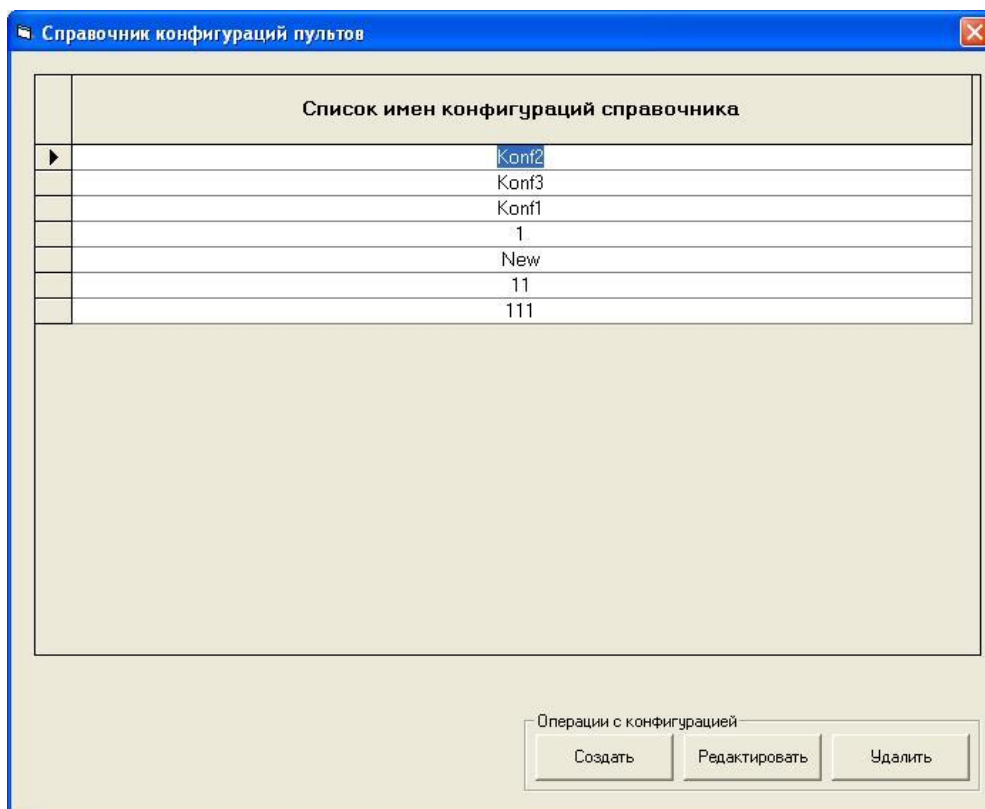 Справочник конфигураций пультов
Список имен конфигураций справочника
Konf2
Konf3
Konf1
1
New
11
111
Операции с конфигурацией
Создать Редактировать Удалить